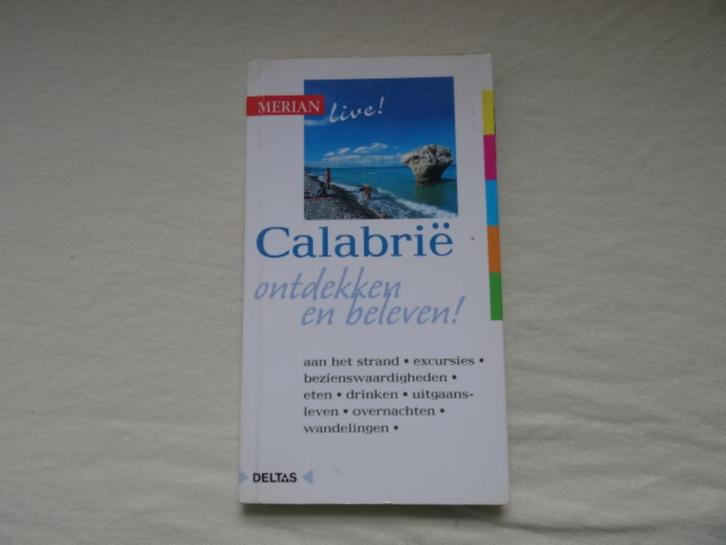 MERIAN live!
Calabrië
ontdekken
en beleven!
aan het strand • excursies •
bezienswaardigheden •
eten • drinken • uitgaans-
leven • overnachten •
wandelingen •
DELTAS